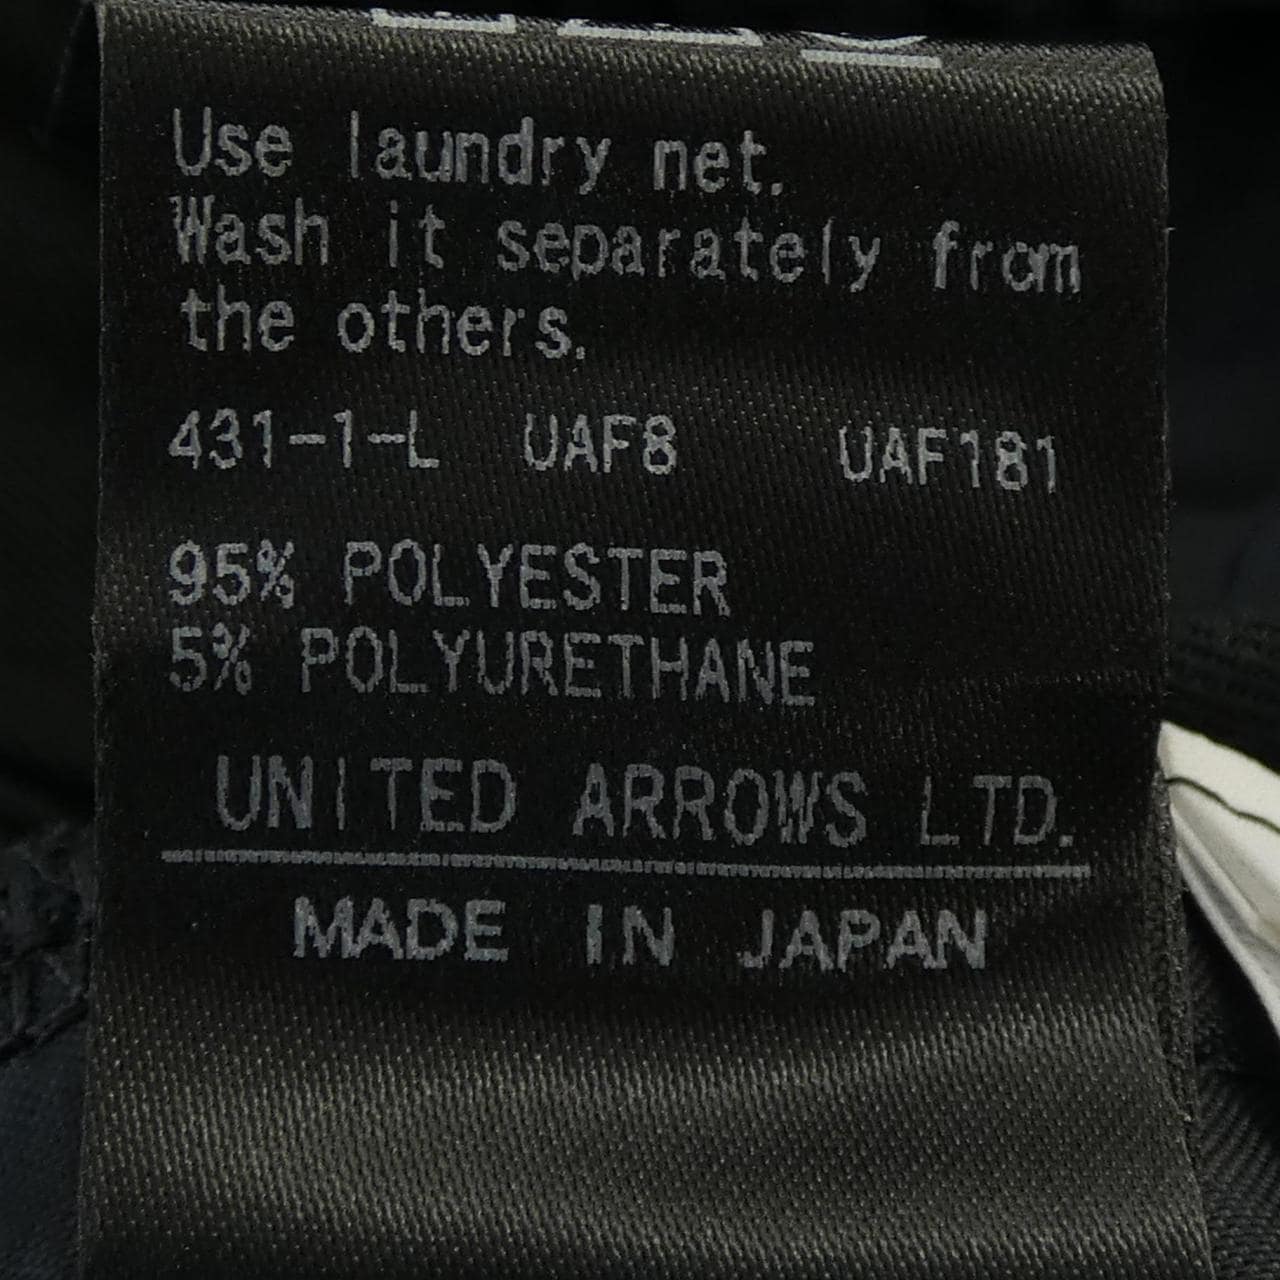 Use laundry net.
Wash it separately from
the others.
431-1-L UAF8 UAF181
95% POLYESTER
5% POLYURETHANE
UNITED ARROWS LTD.
MADE IN JAPAN